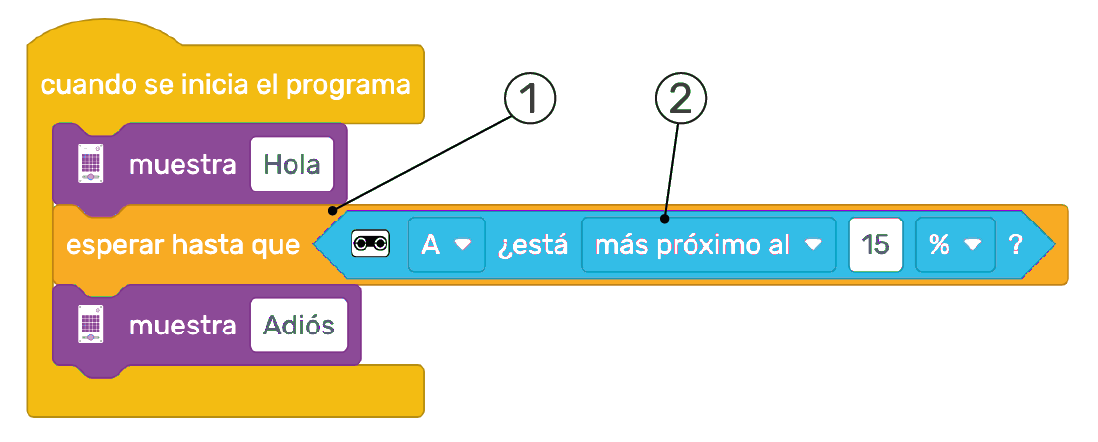 cuando se inicia el programa
1
2
muestra Hola
esperar hasta que A ¿está más próximo al 15 % ?
muestra Adiós